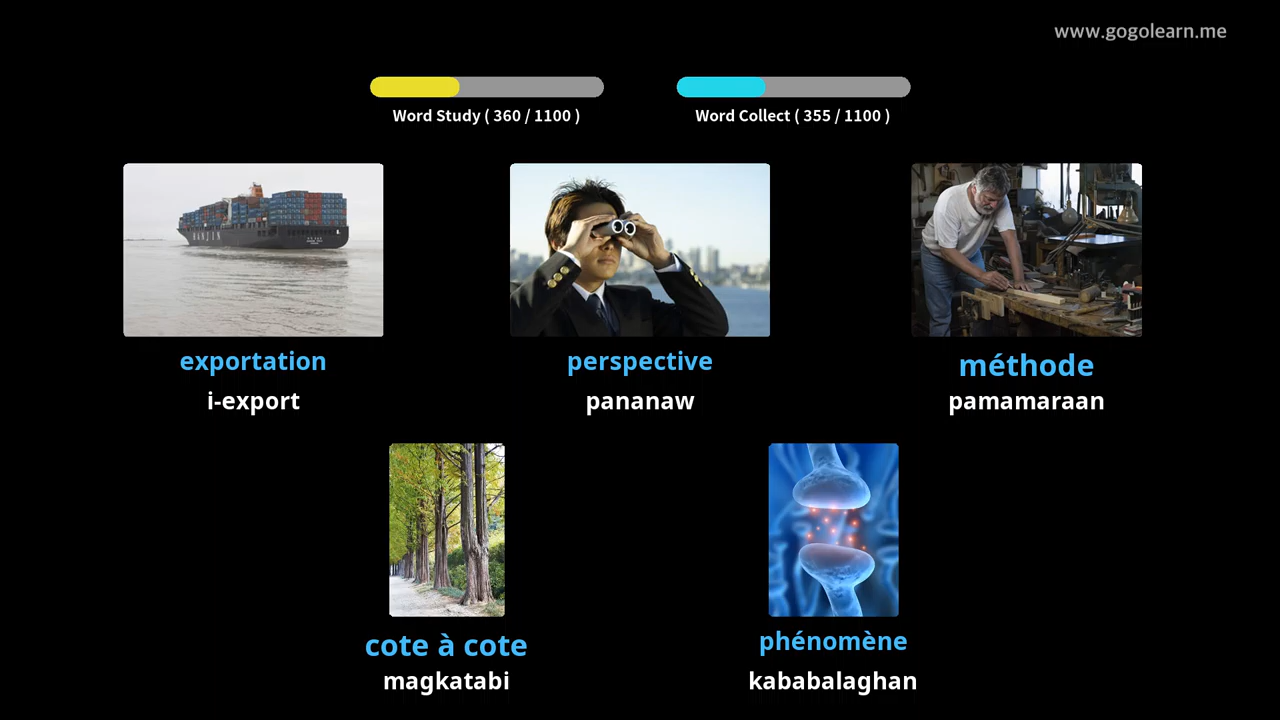 www.gogolearn.me
Word Study ( 360 / 1100 )
Word Collect ( 355 / 1100 )
HANJIN
exportation
perspective
méthode
i-export
pananaw
pamamaraan
cote à cote
phénomène
magkatabi
kababalaghan